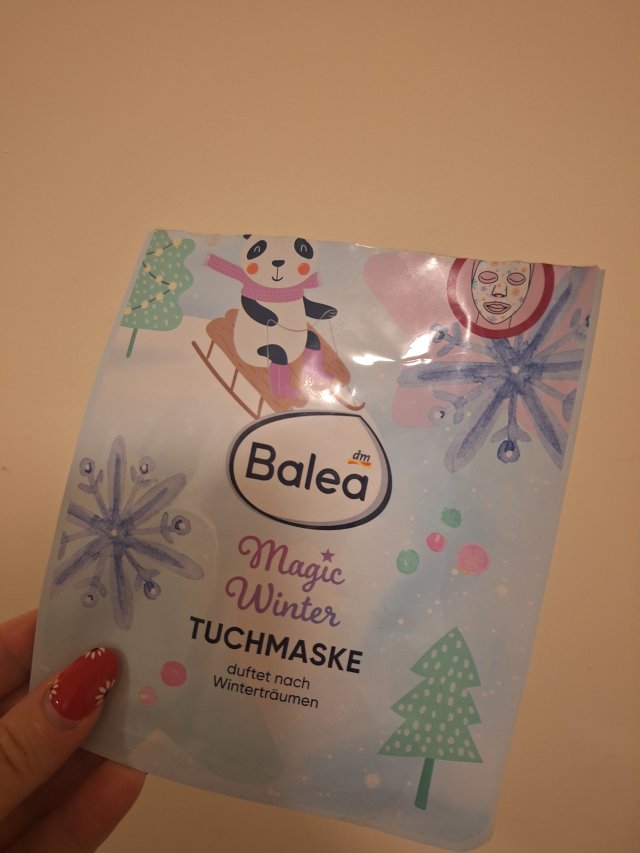 dm
Balea
Magic
Winter
TUCHMASKE
duftet nach
Winterträumen